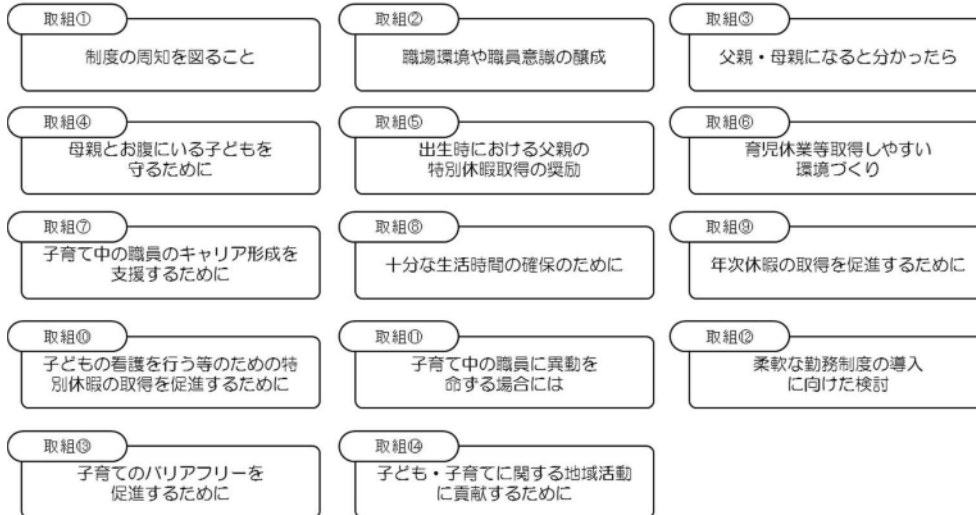 取組①
制度の周知を図ること
取組②
職場環境や職員意識の醸成
取組③
父親・母親になると分かったら
取組④
母親とお腹にいる子どもを
守るために
取組⑤
出生時における父親の
特別休暇取得の奨励
取組⑥
育児休業等取得しやすい
環境づくり
取組⑦
子育て中の職員のキャリア形成を
支援するために
取組⑧
十分な生活時間の確保のために
取組⑨
年次休暇の取得を促進するために
取組⑩
子どもの看護を行う等のための特
別休暇の取得を促進するために
取組⑪
子育て中の職員に異動を
命ずる場合には
取組⑫
柔軟な勤務制度の導入
に向けた検討
取組⑬
子育てのバリアフリーを
促進するために
取組⑭
子ども・子育てに関する地域活動
に貢献するために